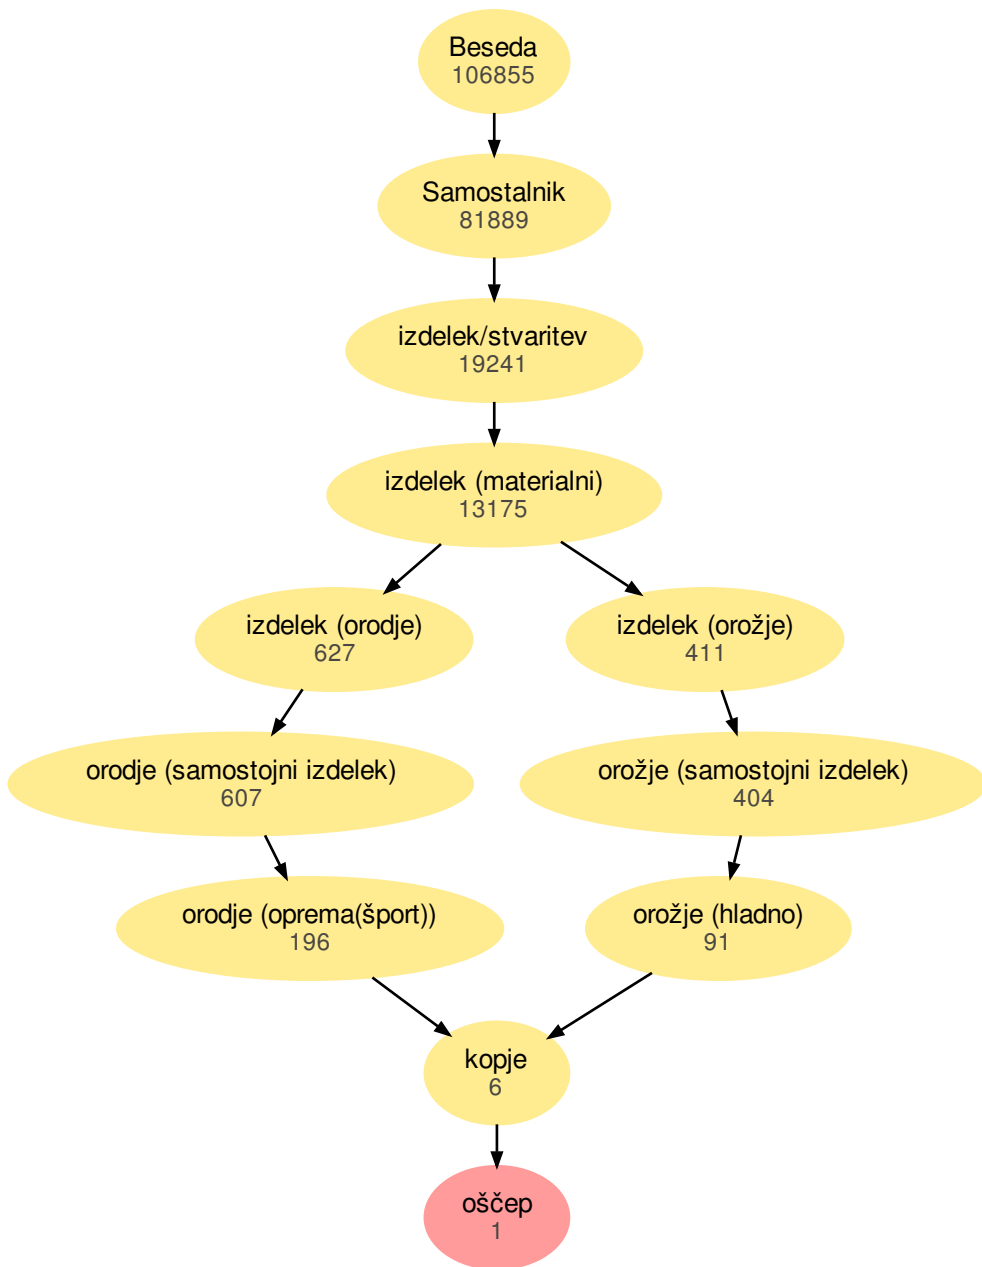 Beseda
106855
Samostalnik
81889
izdelek/stvaritev
19241
izdelek (materialni)
13175
izdelek (orodje)
627
izdelek (orožje)
411
orodje (samostojni izdelek)
607
orožje (samostojni izdelek)
404
orodje (oprema(šport))
196
orožje (hladno)
91
kopje
6
oščep
1